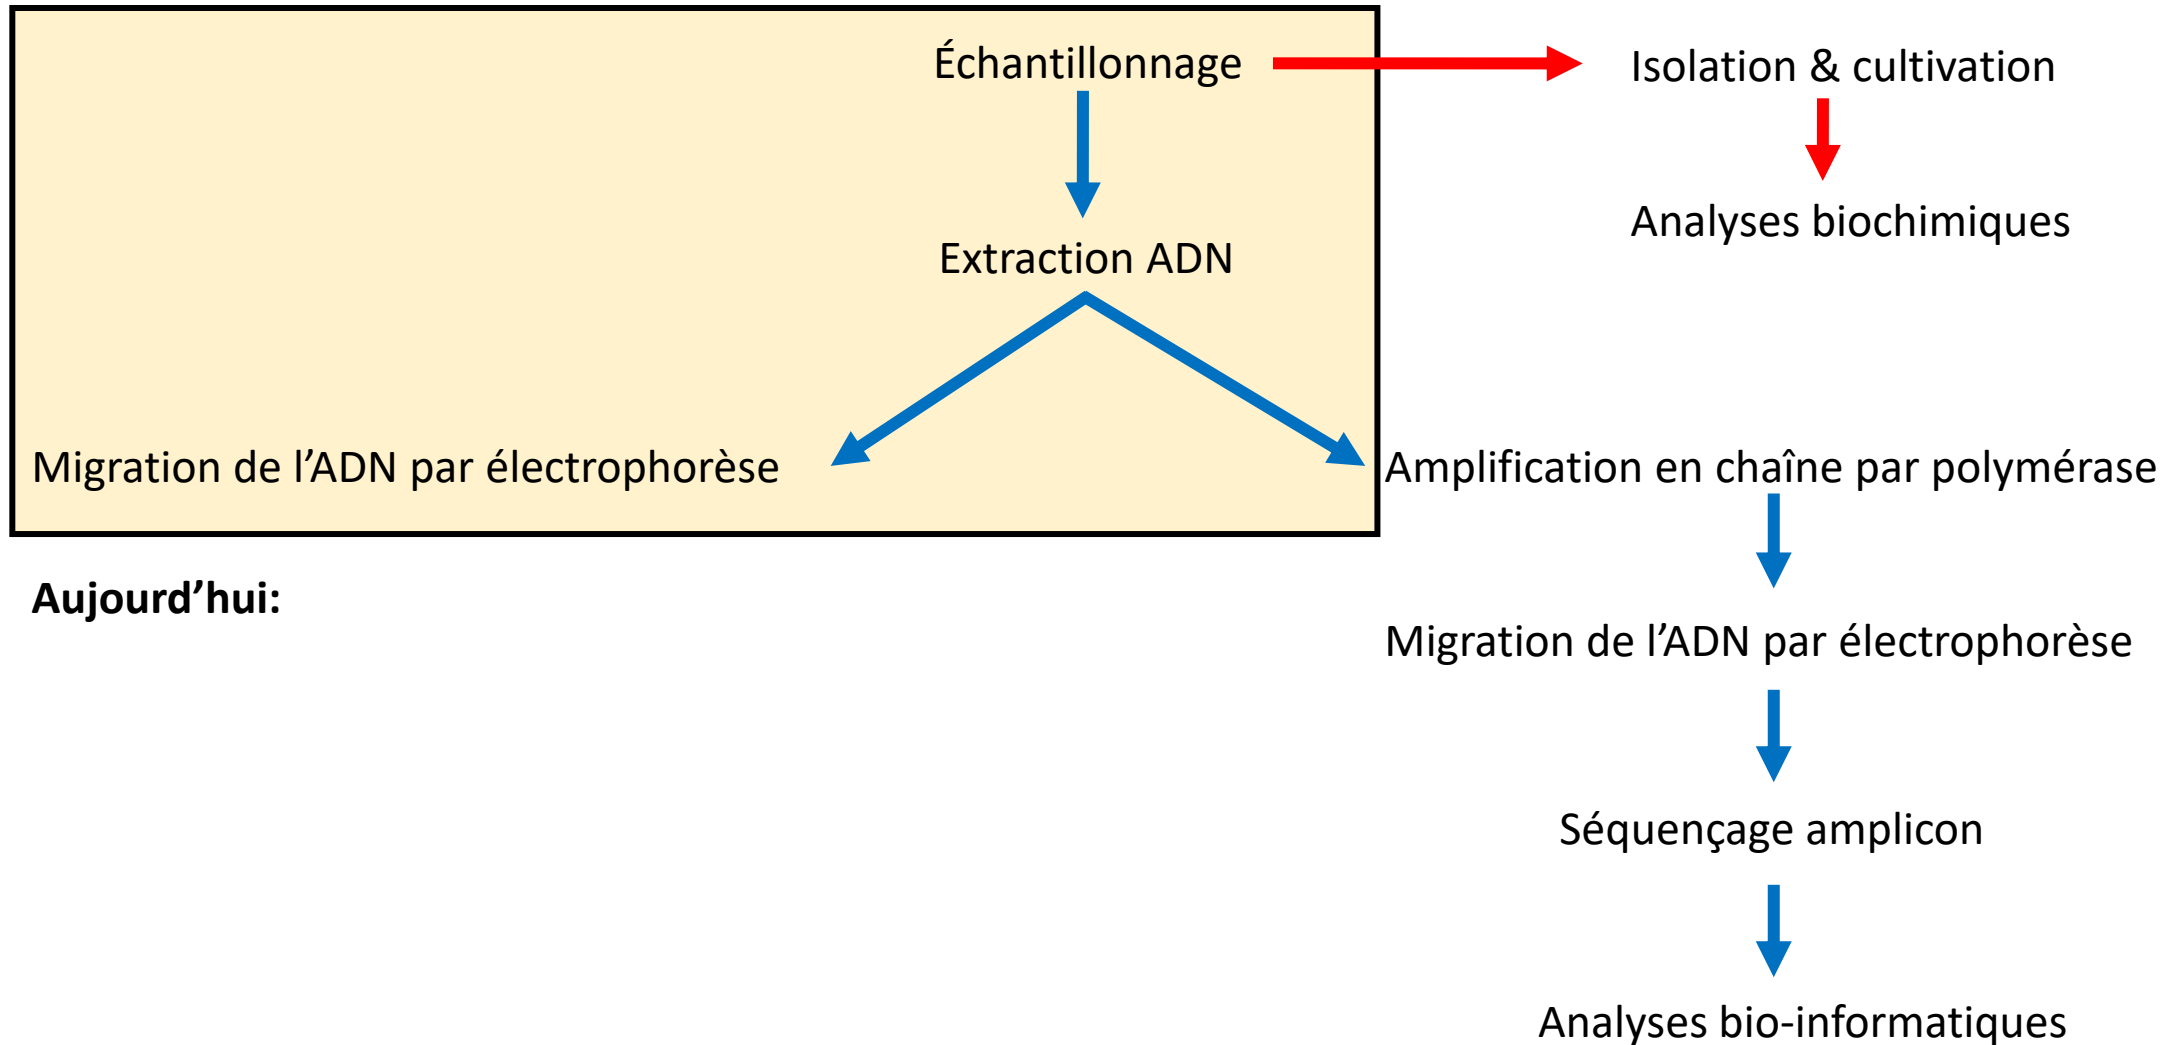 Échantillonnage
Isolation & cultivation
Analyses biochimiques
Extraction ADN
Migration de l’ADN par électrophorèse
Amplification en chaîne par polymérase
Aujourd’hui:
Migration de l’ADN par électrophorèse
Séquençage amplicon
Analyses bio-informatiques